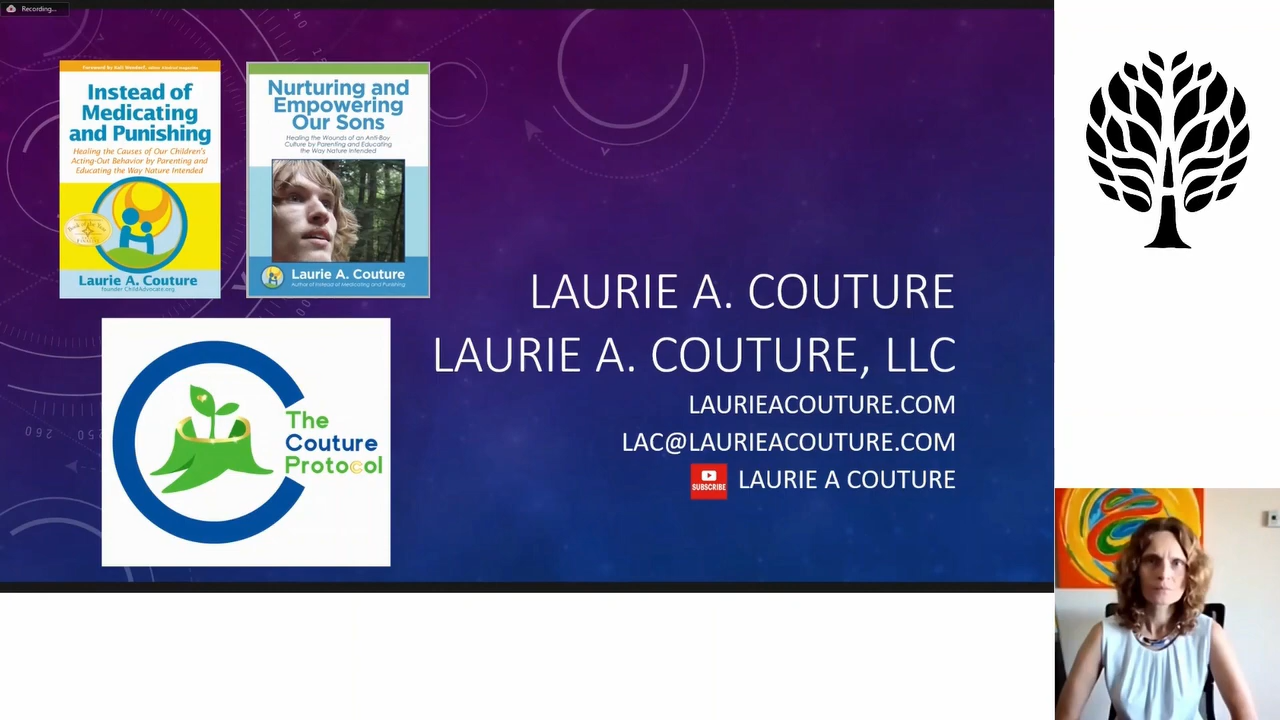 Recording...
Foreword by
Instead of
Medicating
and Punishing
Healing the Causes of Our Children's
Acting-Out Behavior by Parenting and
Educating the Way Nature Intended
Laurie A. Couture
founder ChildAdvocate.org
Nurturing and
Empowering
Our Sons
Healing the Wounds of an Anti-Boy
Culture by Parenting and Educating
the Way Nature Intended
Laurie A. Couture
Author of Instead of Medicating and Punishing
LAURIE A. COUTURE
LAURIE A. COUTURE, LLC
LAURIEACOUTURE.COM
LAC@LAURIEACOUTURE.COM
SUBSCRIBE LAURIE A COUTURE
The
Couture
Protocol
260 250